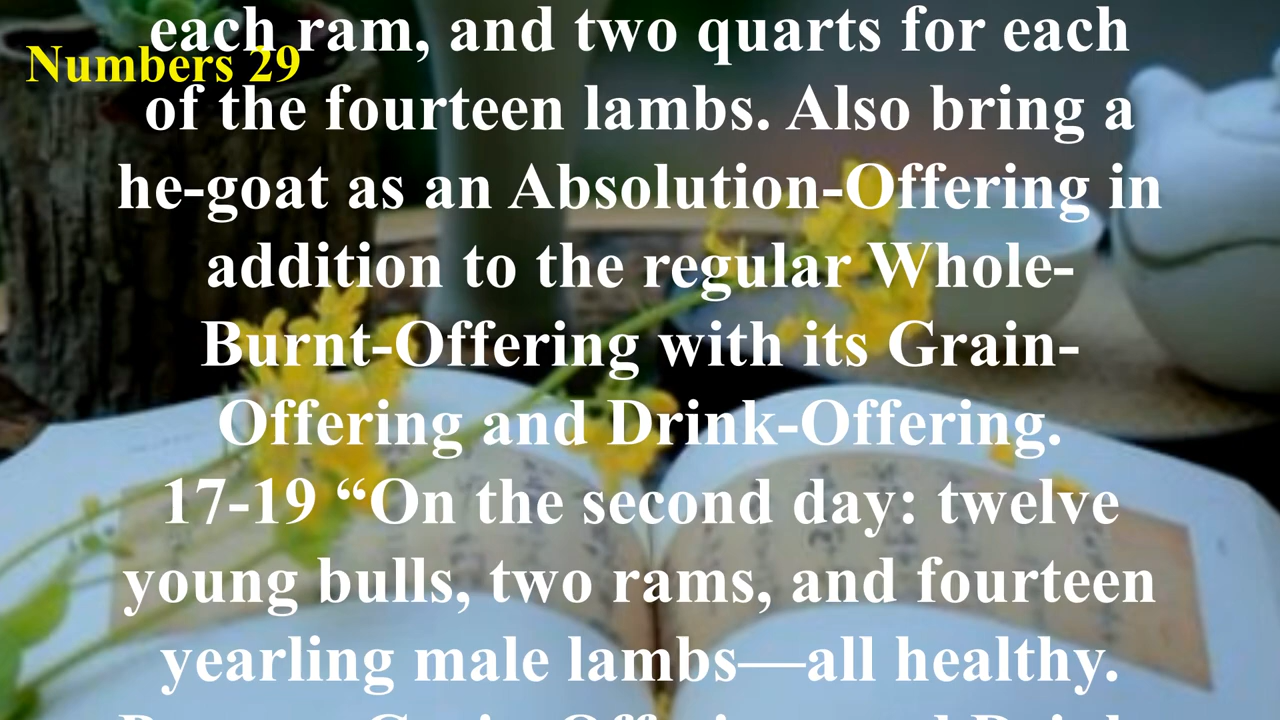 Numbers 29
each ram, and two quarts for each
of the fourteen lambs. Also bring a
he-goat as an Absolution-Offering in
addition to the regular Whole-
Burnt-Offering with its Grain-
Offering and Drink-Offering.
17-19 “On the second day: twelve
young bulls, two rams, and fourteen
yearling male lambs—all healthy.